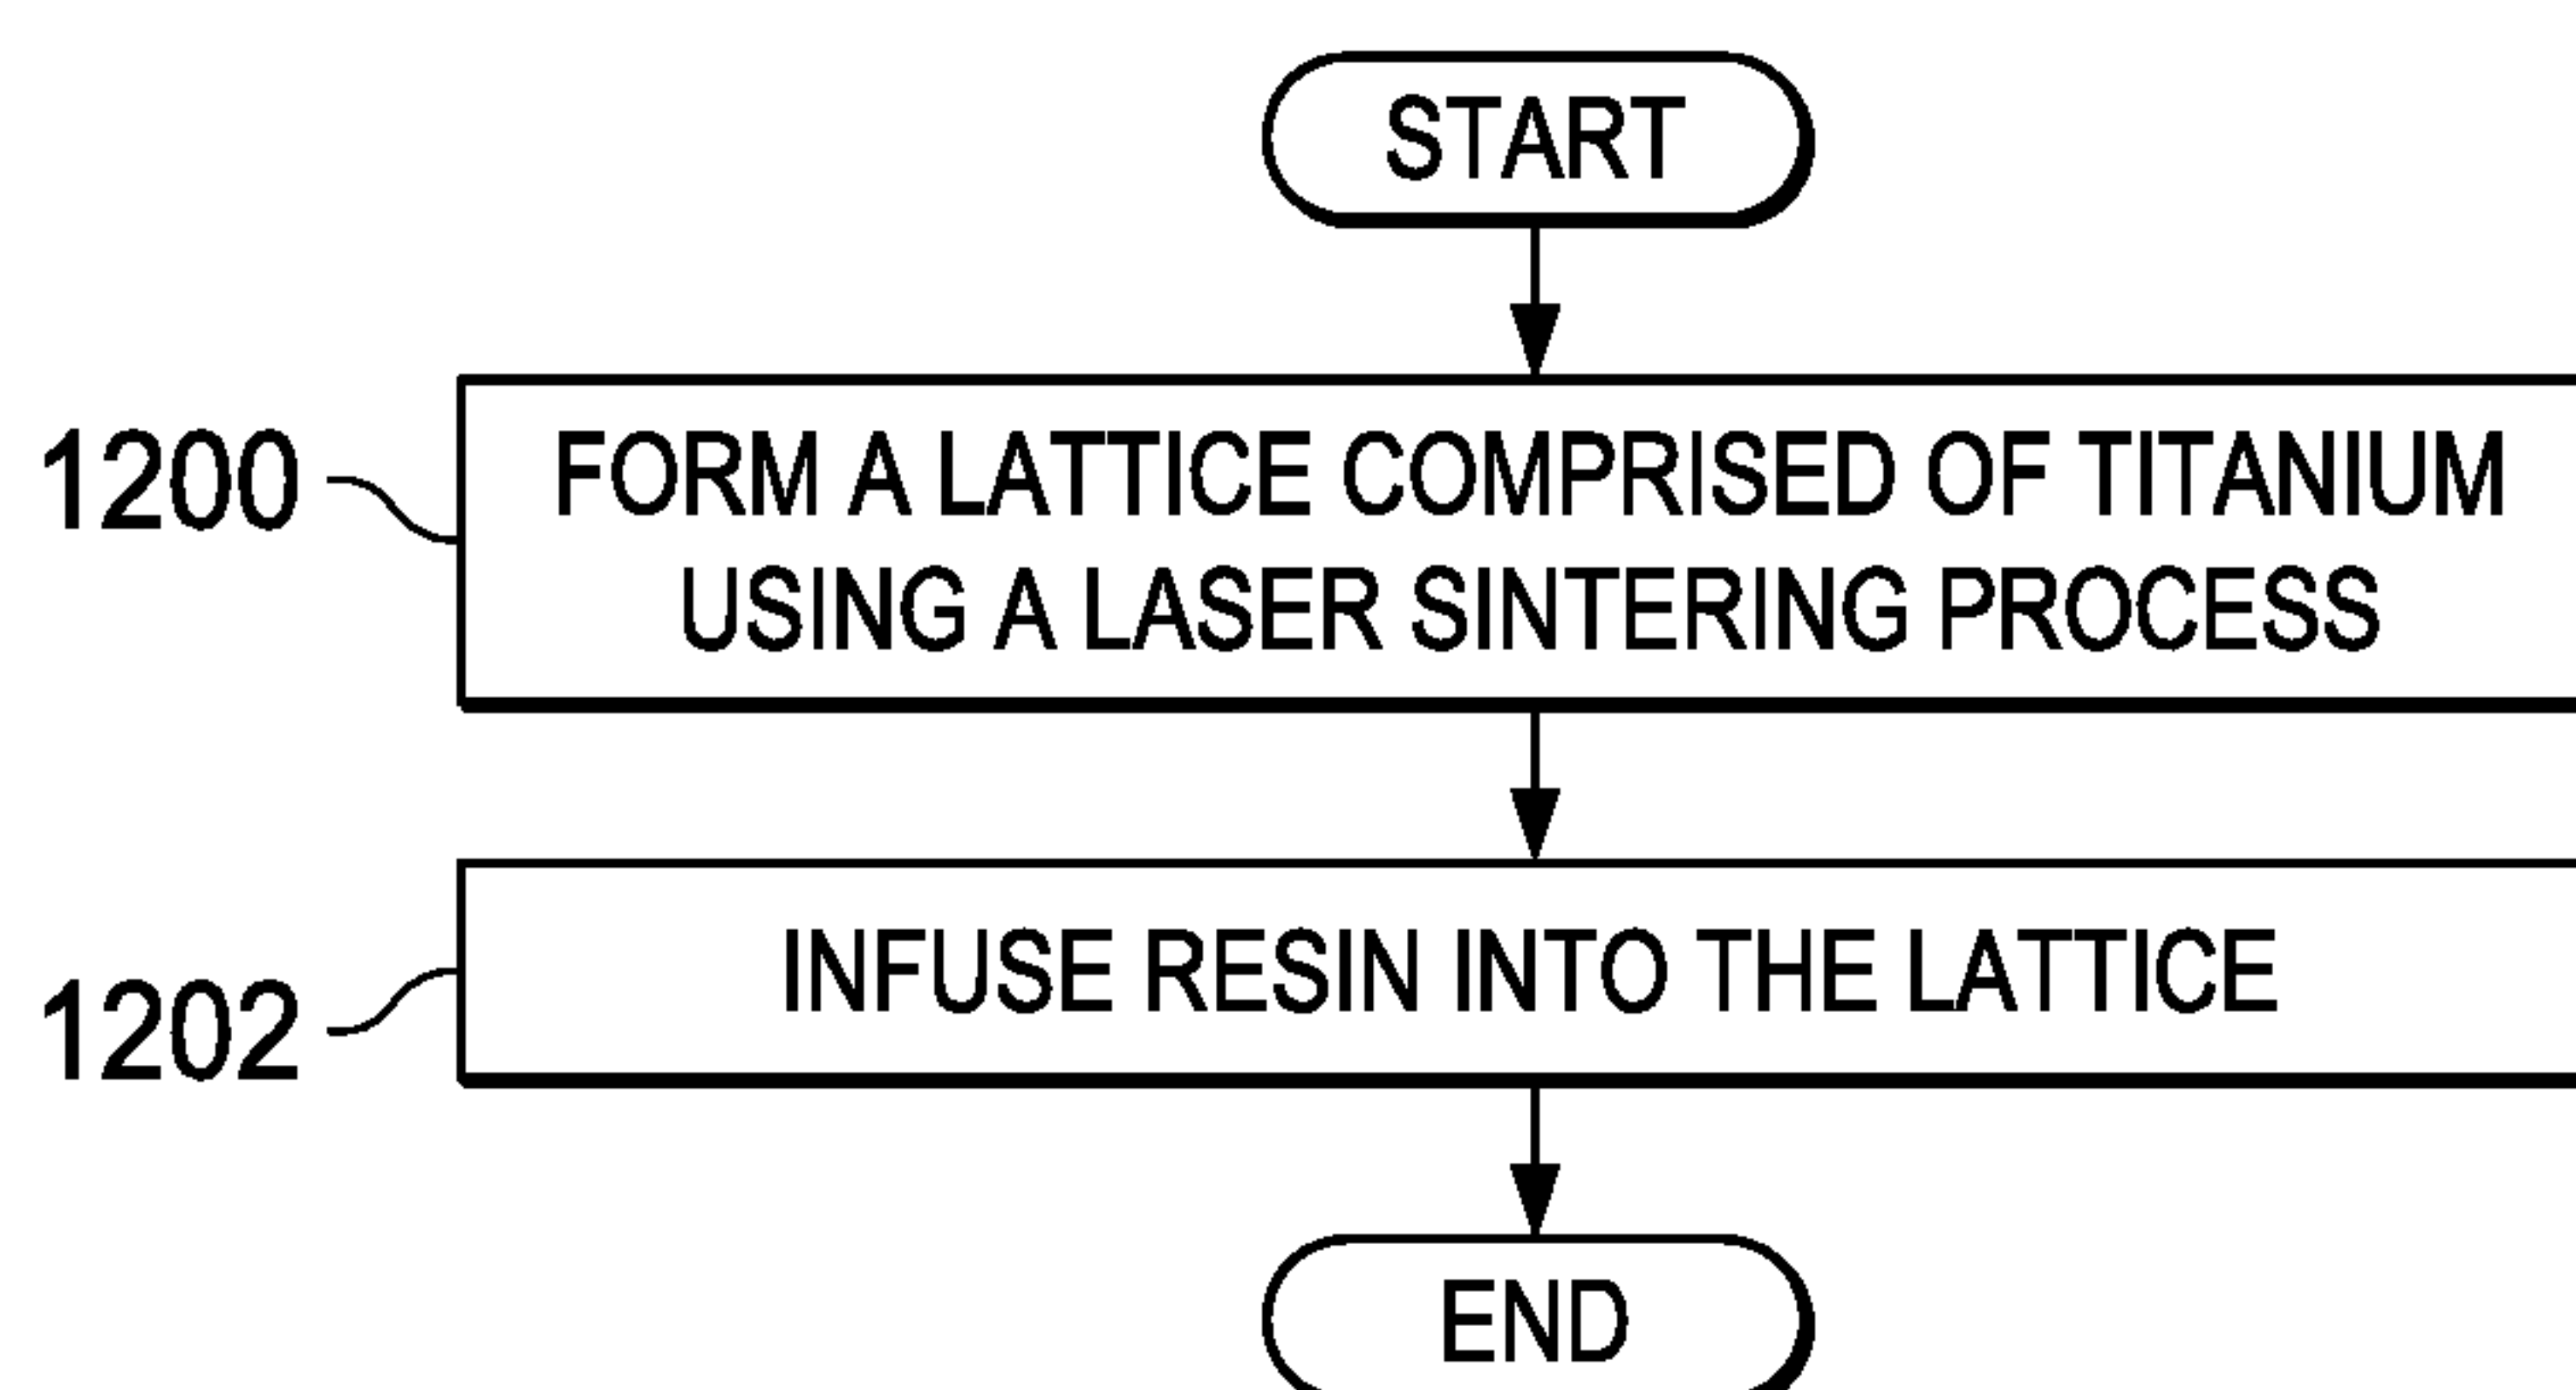 START
1200
FORM A LATTICE COMPRISED OF TITANIUM
USING A LASER SINTERING PROCESS
1202
INFUSE RESIN INTO THE LATTICE
END